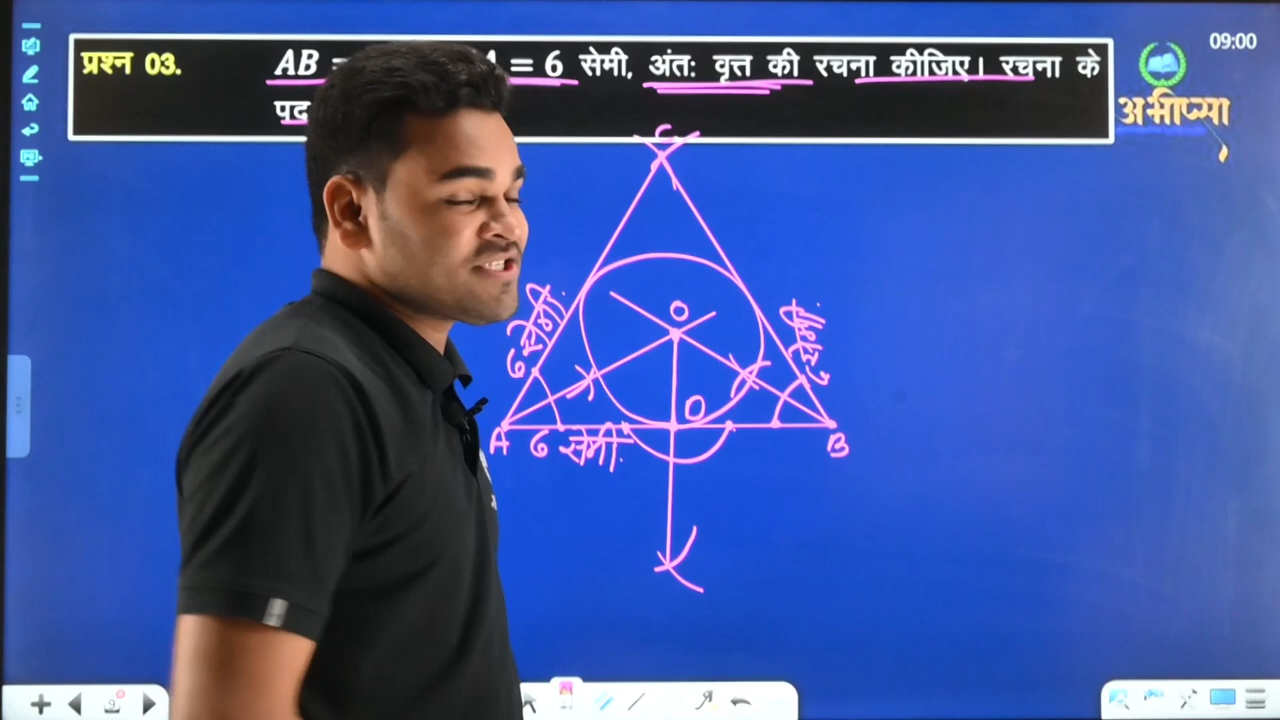 09:00
प्रश्न 03. AB = = 6 सेमी, अंत: वृत्त की रचना कीजिए। रचना के
पद
अभीप्सा
C
6 सेमी.
O
6 सेमी.
D
A 6 सेमी. B